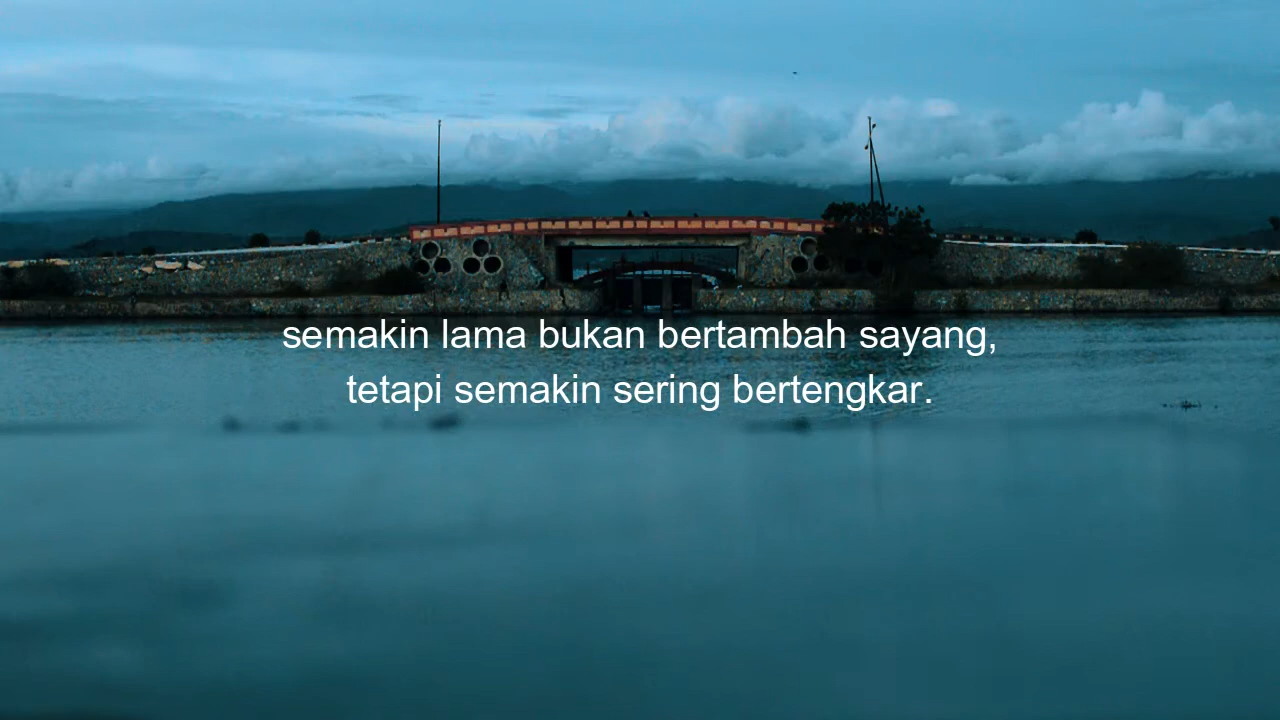 semakin lama bukan bertambah sayang,
tetapi semakin sering bertengkar.